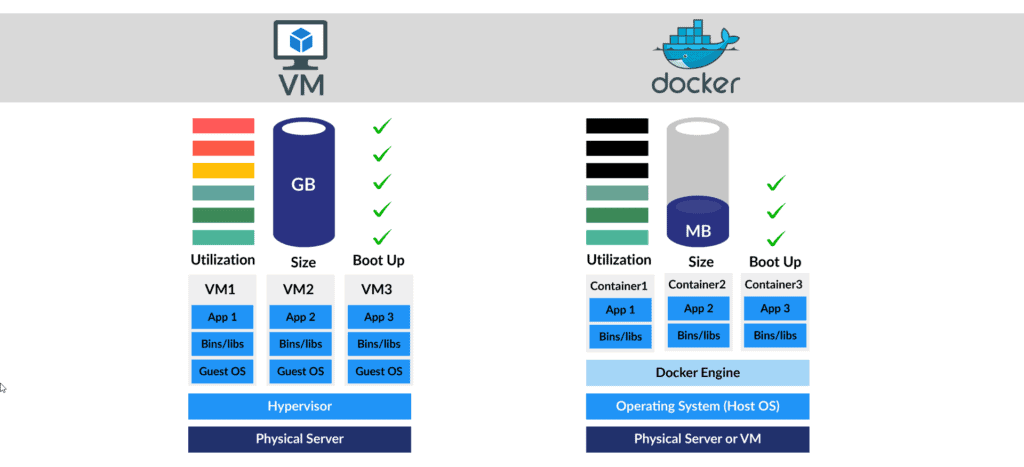 VM
docker
GB
MB
Utilization
Size
Boot Up
Utilization
Size
Boot Up
VM1
VM2
VM3
App 1
App 2
App 3
Bins/libs
Bins/libs
Bins/libs
Guest OS
Guest OS
Guest OS
Hypervisor
Physical Server
Container1
Container2
Container3
App 1
App 2
App 3
Bins/libs
Bins/libs
Bins/libs
Docker Engine
Operating System (Host OS)
Physical Server or VM